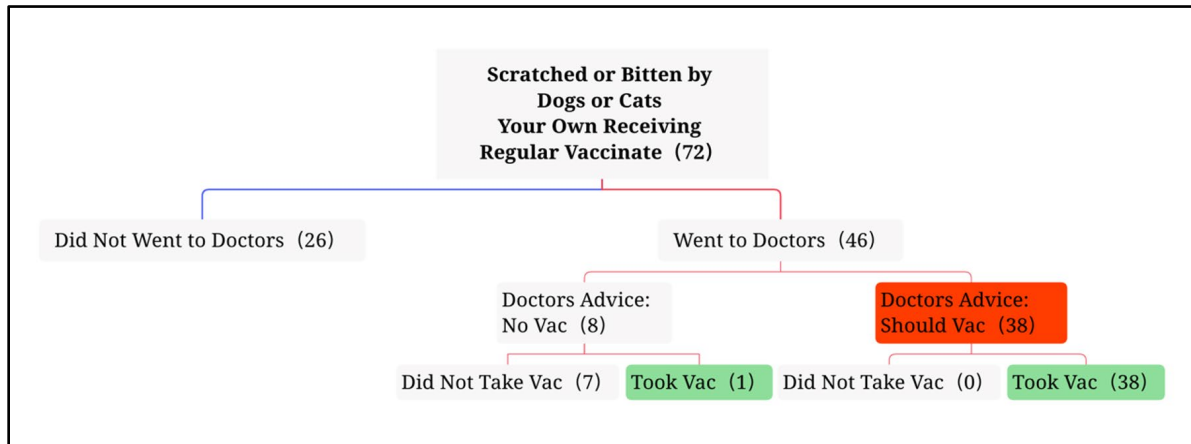 Scratched or Bitten by
Dogs or Cats
Your Own Receiving
Regular Vaccinate（72）
Did Not Went to Doctors（26）
Went to Doctors（46）
Doctors Advice:
No Vac（8）
Doctors Advice:
Should Vac（38）
Did Not Take Vac（7）
Took Vac（1）
Did Not Take Vac（0）
Took Vac（38）